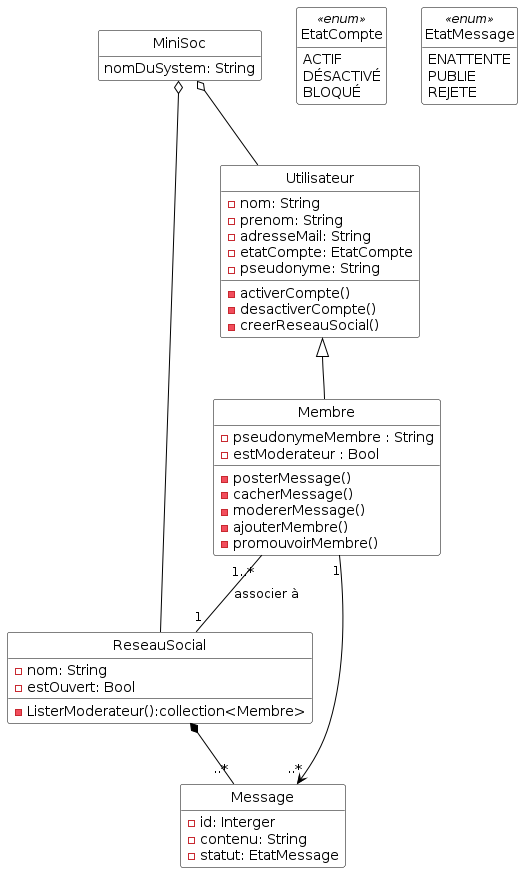 MiniSoc
nomDuSystem: String
«enum»
EtatCompte
ACTIF
DÉSACTIVÉ
BLOQUÉ
«enum»
EtatMessage
ENATTENTE
PUBLIE
REJETE
Utilisateur
nom: String
prenom: String
adresseMail: String
etatCompte: EtatCompte
pseudonyme: String
activerCompte()
desactiverCompte()
creerReseauSocial()
Membre
pseudonymeMembre : String
estModerateur : Bool
posterMessage()
cacherMessage()
modererMessage()
ajouterMembre()
promouvoirMembre()
1..*
1
associer à
1
ReseauSocial
nom: String
estOuvert: Bool
ListerModerateur():collection<Membre>
..*
..*
Message
id: Interger
contenu: String
statut: EtatMessage